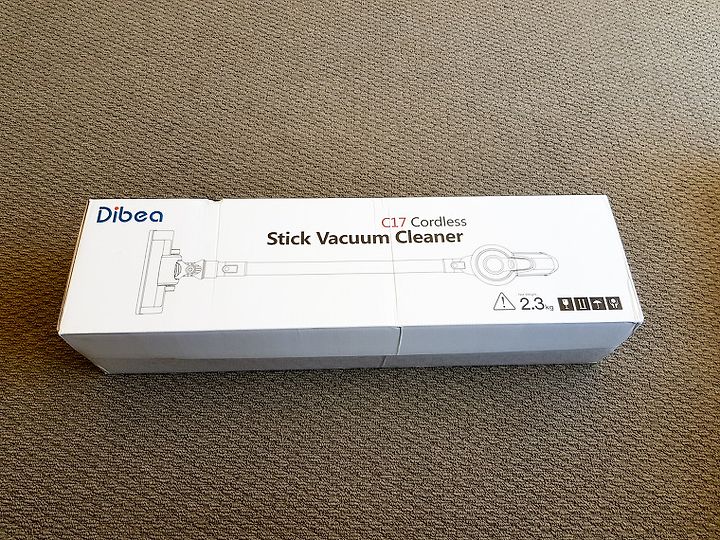 Dibea
C17 Cordless
Stick Vacuum Cleaner
2.3kg